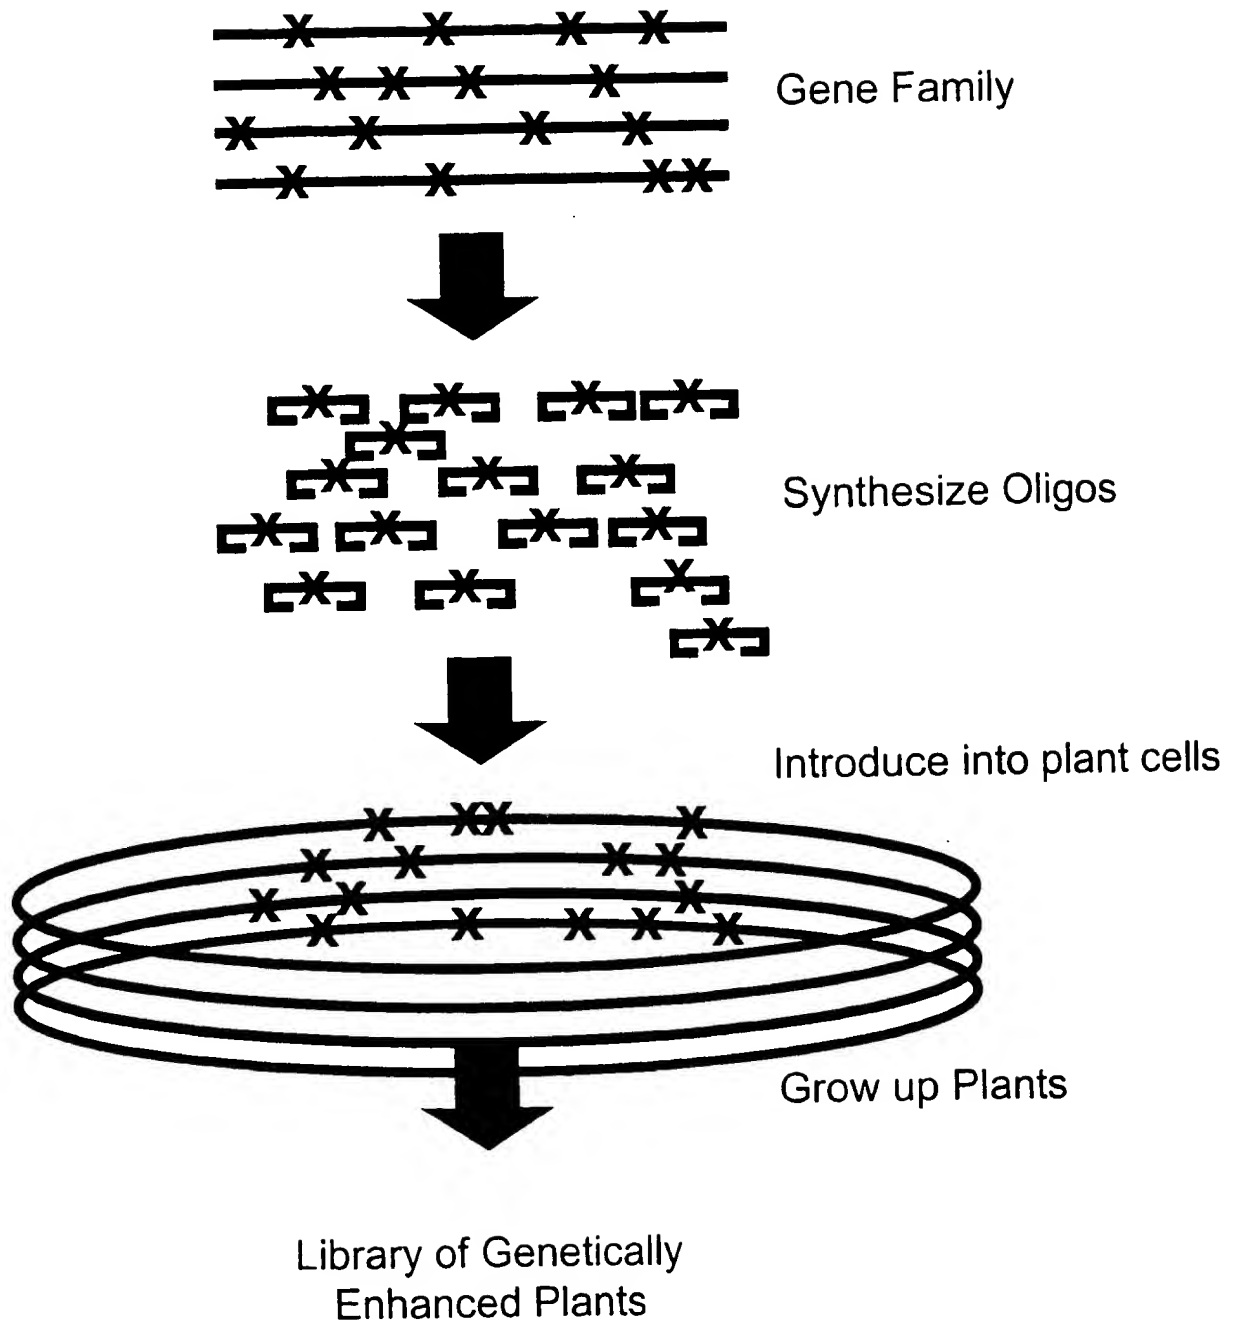 Gene Family
Synthesize Oligos
Introduce into plant cells
Grow up Plants
Library of Genetically
Enhanced Plants